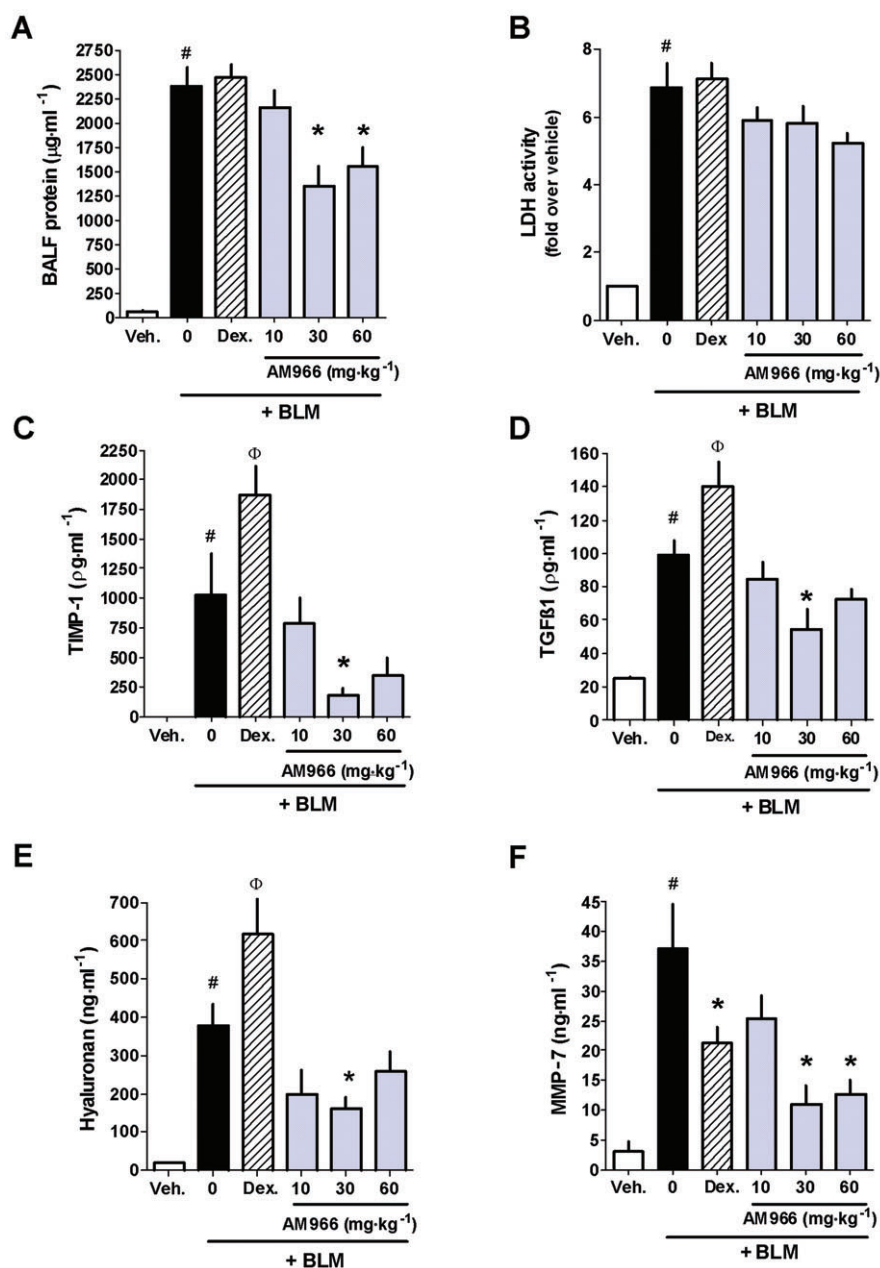 A
BALF protein (µg·ml⁻¹)
2750
2500
2250
2000
1750
1500
1250
1000
750
500
250
0
#
*
*
Veh. 0 Dex. 10 30 60
AM966 (mg·kg⁻¹)
+ BLM
B
LDH activity
(fold over vehicle)
8
6
4
2
0
#
Veh. 0 Dex 10 30 60
AM966 (mg·kg⁻¹)
+ BLM
C
TIMP-1 (ρg·ml⁻¹)
2250
2000
1750
1500
1250
1000
750
500
250
0
#
Φ
*
Veh. 0 Dex. 10 30 60
AM966 (mg·kg⁻¹)
+ BLM
D
TGFß1 (ρg·ml⁻¹)
160
140
120
100
80
60
40
20
0
#
Φ
*
Veh. 0 Dex. 10 30 60
AM966 (mg·kg⁻¹)
+ BLM
E
Hyaluronan (ng·ml⁻¹)
700
600
500
400
300
200
100
0
#
Φ
*
Veh. 0 Dex. 10 30 60
AM966 (mg·kg⁻¹)
+ BLM
F
MMP-7 (ng·ml⁻¹)
45
40
35
30
25
20
15
10
5
0
#
*
*
*
Veh. 0 Dex. 10 30 60
AM966 (mg·kg⁻¹)
+ BLM